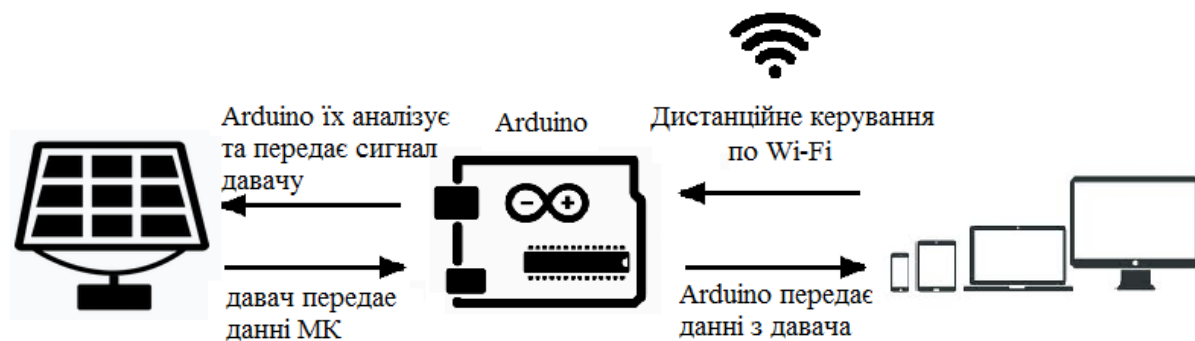 Arduino їх аналізує
та передає сигнал
давачу
Arduino
Дистанційне керування
по Wi-Fi
давач передае
данні МК
Arduino передає
данні з давача